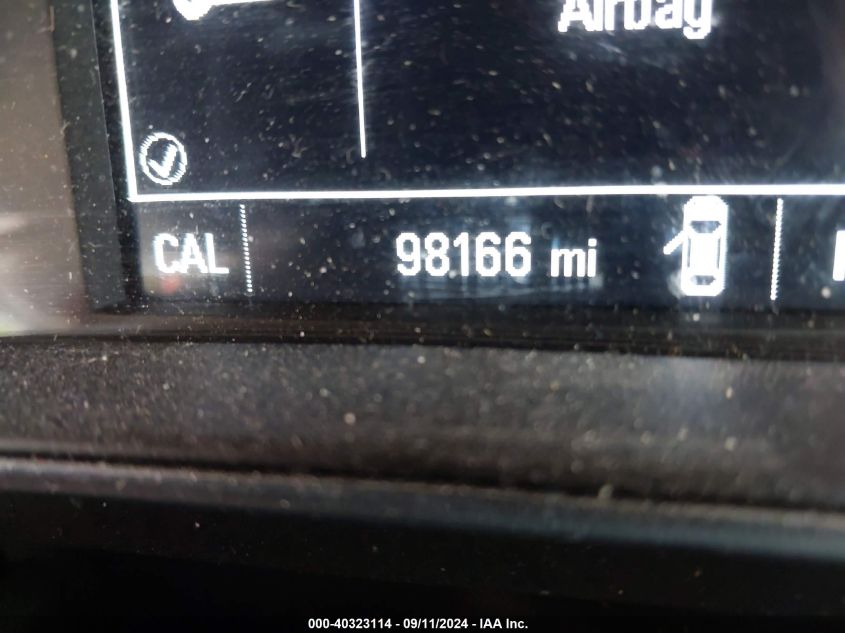 Airbag
CAL 98166 mi
000-40323114 - 09/11/2024 - IAA Inc.